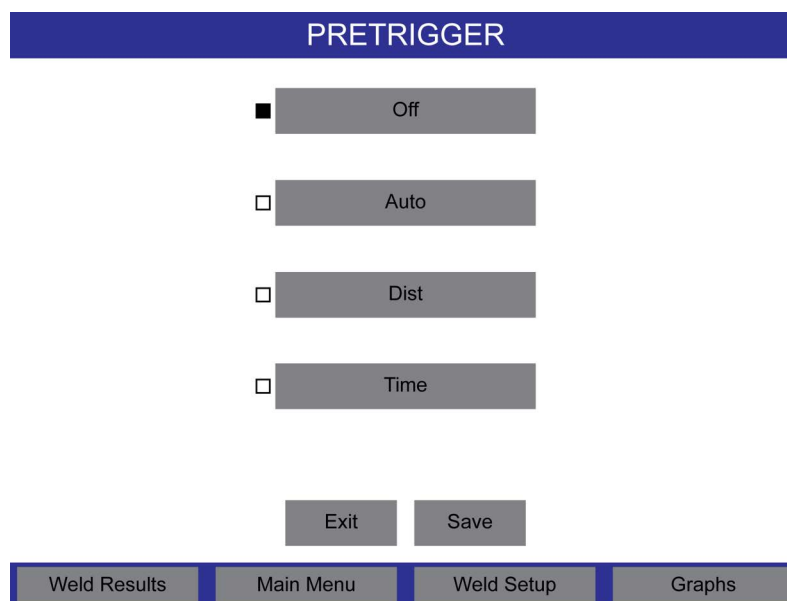 PRETRIGGER
Off
Auto
Dist
Time
Exit Save
Weld Results Main Menu Weld Setup Graphs